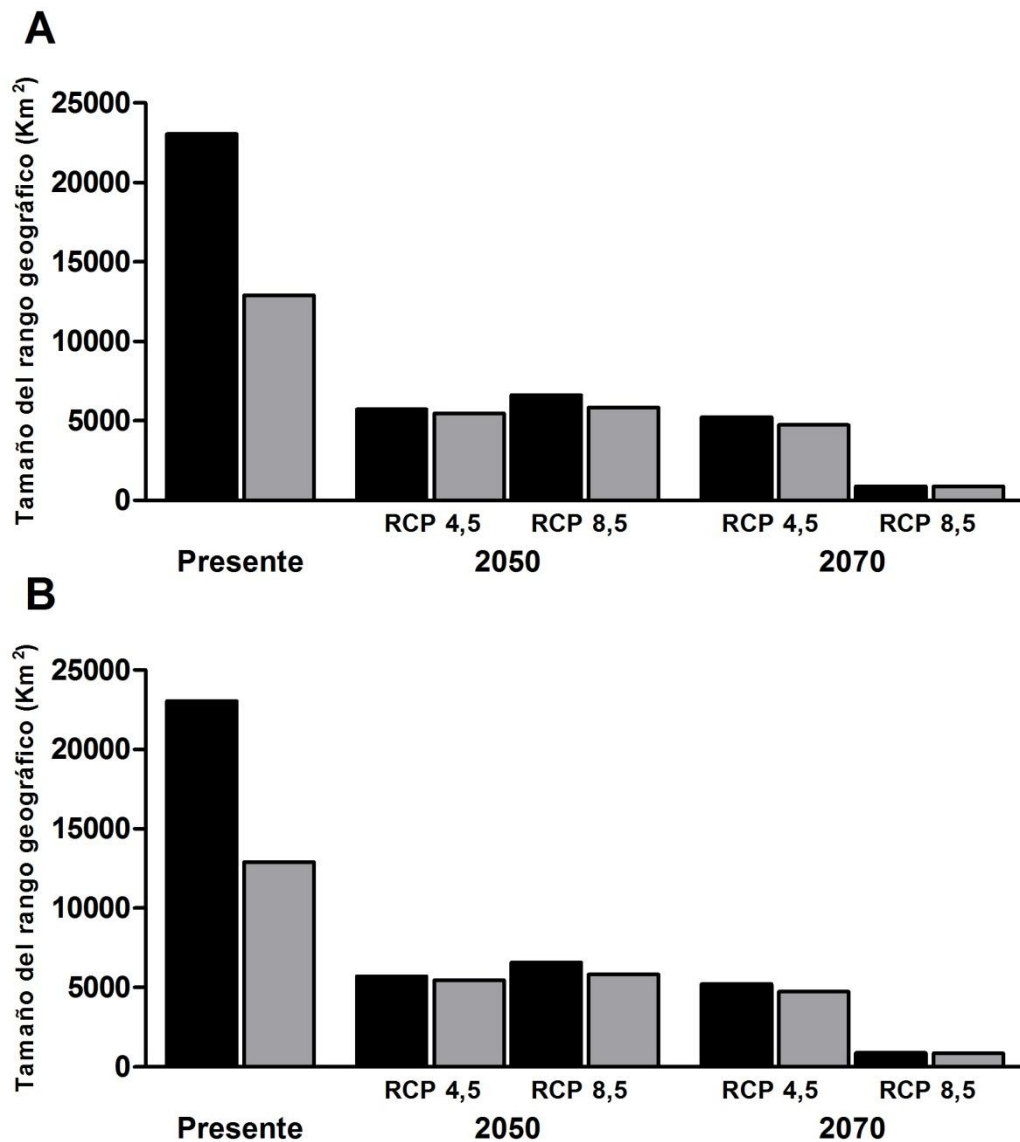 A
Tamaño del rango geográfico (Km²)
25000
20000
15000
10000
5000
0
RCP 4,5 RCP 8,5 RCP 4,5 RCP 8,5
Presente 2050 2070
B
Tamaño del rango geográfico (Km²)
25000
20000
15000
10000
5000
0
RCP 4,5 RCP 8,5 RCP 4,5 RCP 8,5
Presente 2050 2070